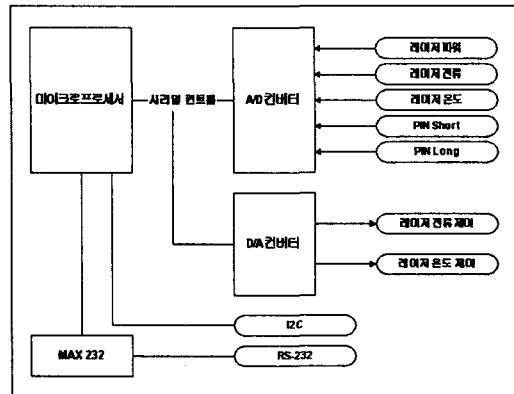 마이크로프로세서
시리얼 컨트롤
A/D 컨버터
레이저 파워
레이저 전류
레이저 온도
PIN Short
PIN Long
D/A 컨버터
레이저 전류 제어
레이저 온도 제어
I2C
MAX 232
RS-232